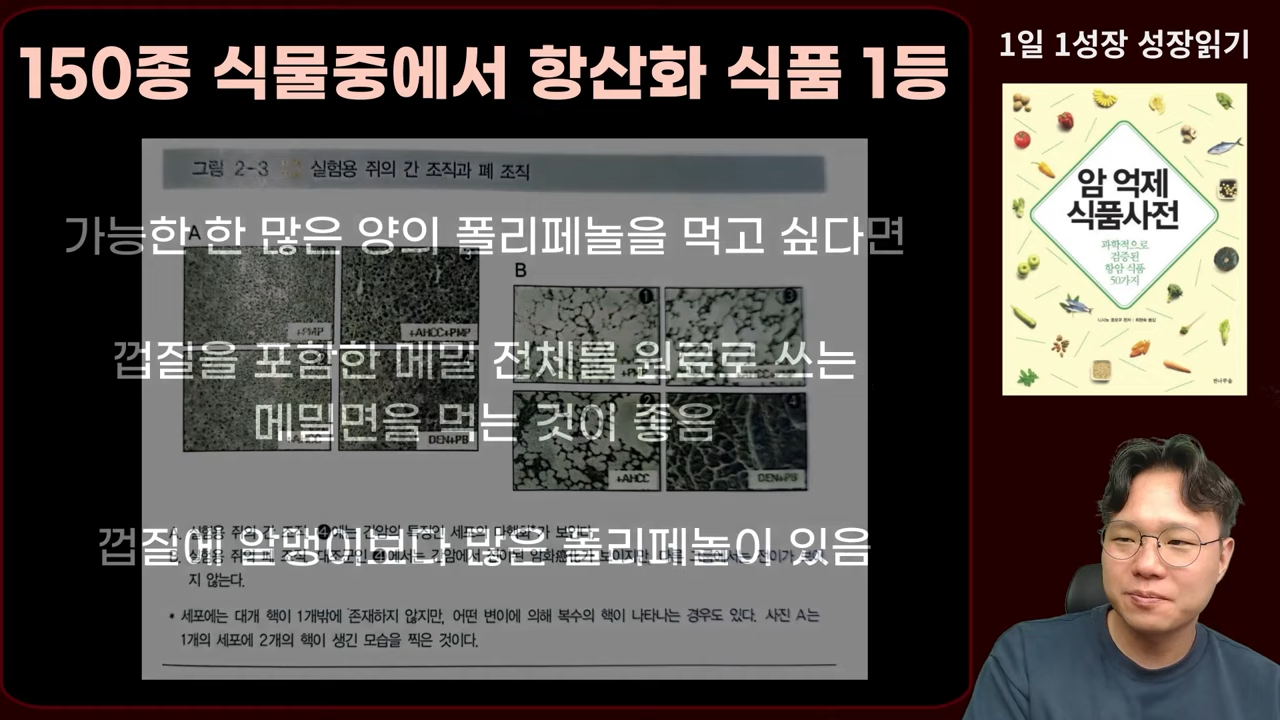 150종 식물중에서 항산화 식품 1등
1일 1성장 성장읽기
그림 2-3 실험용 쥐의 간 조직과 폐 조직
가능한 한 많은 양의 폴리페놀을 먹고 싶다면
A
B
+PMP
+AHCC+PMP
껍질을 포함한 메밀 전체를 원료로 쓰는
메밀면을 먹는 것이 좋음
DEN+PB
+AHCC
DEN+PB
껍질에 알맹이보다 많은 폴리페놀이 있음
지 않는다.
* 세포에는 대개 핵이 1개밖에 존재하지 않지만, 어떤 변이에 의해 복수의 핵이 나타나는 경우도 있다. 사진 A는
1개의 세포에 2개의 핵이 생긴 모습을 찍은 것이다.
암 억제
식품사전
과학적으로
검증된
항암 식품
50가지
전나무숲